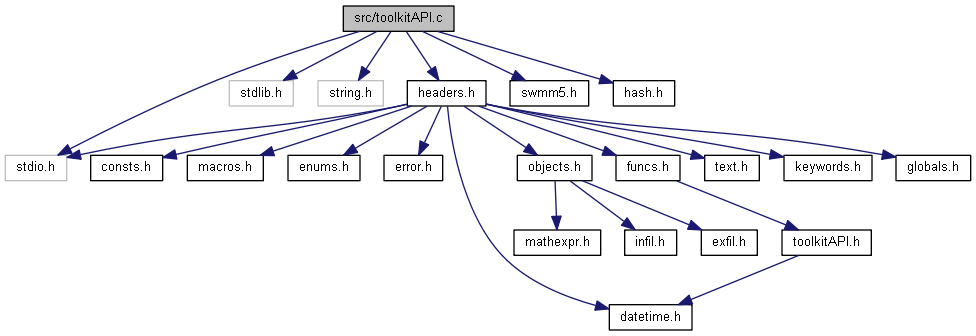 src/toolkitAPI.c
stdlib.h
string.h
headers.h
swmm5.h
hash.h
stdio.h
consts.h
macros.h
enums.h
error.h
objects.h
funcs.h
text.h
keywords.h
globals.h
mathexpr.h
infil.h
exfil.h
toolkitAPI.h
datetime.h